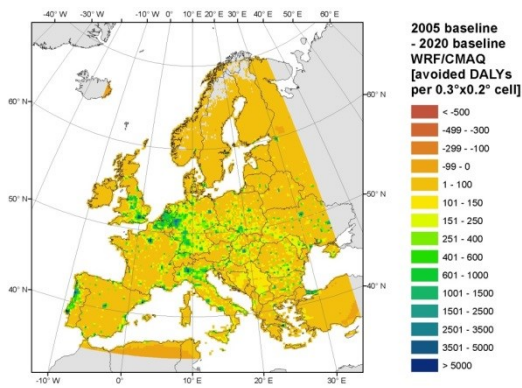 -40° W -30° W -20° W -10° W 0° 10° E 20° E 30° E 40° E 50° E 60° E
60° N
60° N
50° N
50° N
40° N
40° N
10° W 0° 10° E 20° E 30° E
2005 baseline
- 2020 baseline
WRF/CMAQ
[avoided DALYs
per 0.3°x0.2° cell]
< -500
-499 - -300
-299 - -100
-99 - 0
1 - 100
101 - 150
151 - 250
251 - 400
401 - 600
601 - 1000
1001 - 1500
1501 - 2500
2501 - 3500
3501 - 5000
> 5000